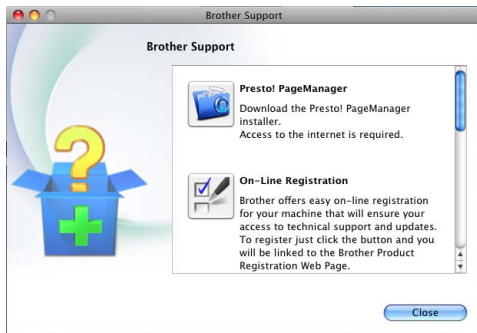 Brother Support
Brother Support
Presto! PageManager
Download the Presto! PageManager
installer.
Access to the internet is required.
On-Line Registration
Brother offers easy on-line registration
for your machine that will ensure your
access to technical support and updates.
To register just click the button and you
will be linked to the Brother Product
Registration Web Page.
Close